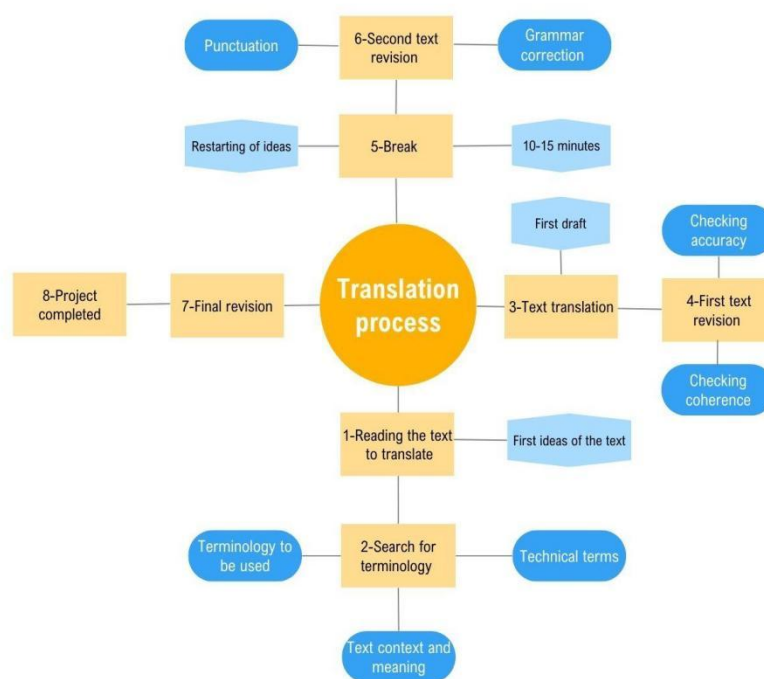 Punctuation
6-Second text
revision
Grammar
correction
Restarting of ideas
5-Break
10-15 minutes
First draft
Checking
accuracy
8-Project
completed
7-Final revision
Translation
process
3-Text translation
4-First text
revision
Checking
coherence
1-Reading the text
to translate
First ideas of the text
Terminology to
be used
2-Search for
terminology
Technical terms
Text context and
meaning